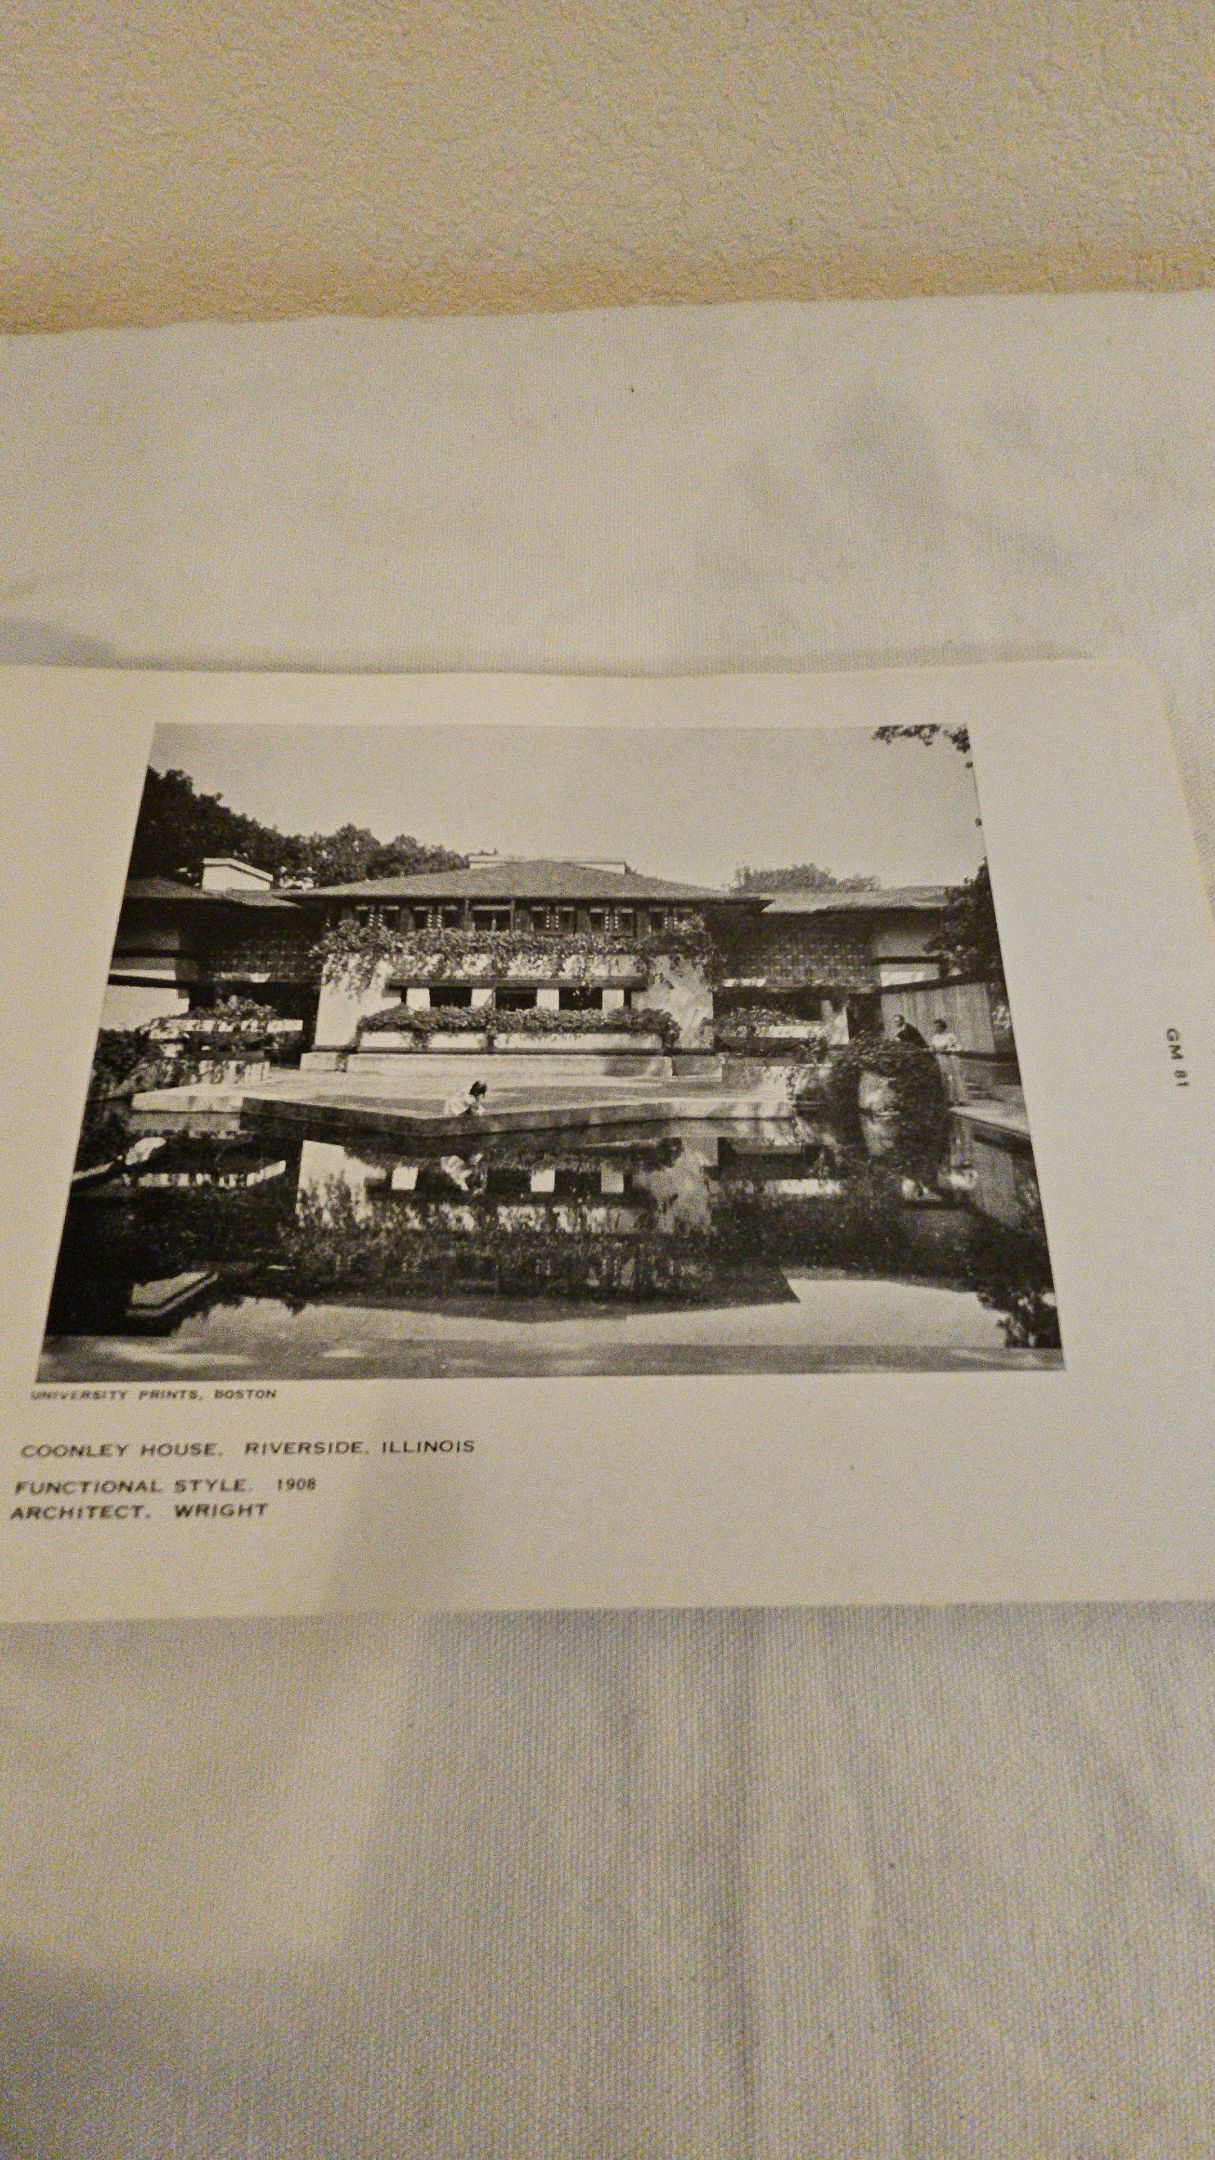 GM 81
UNIVERSITY PRINTS, BOSTON
COONLEY HOUSE. RIVERSIDE, ILLINOIS
FUNCTIONAL STYLE. 1908
ARCHITECT. WRIGHT